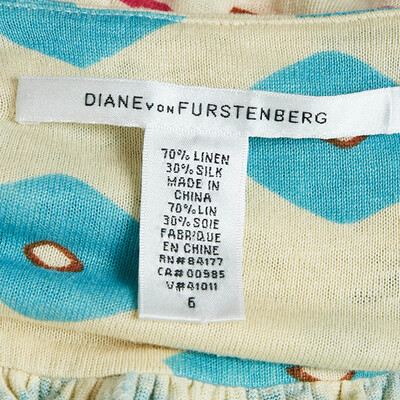 DIANE VON FURSTENBERG
70% LINEN
30% SILK
MADE IN
CHINA
70% LIN
30% SOIE
FABRIQUE
EN CHINE
RN# 84177
CA# 00985
V# 41011
6